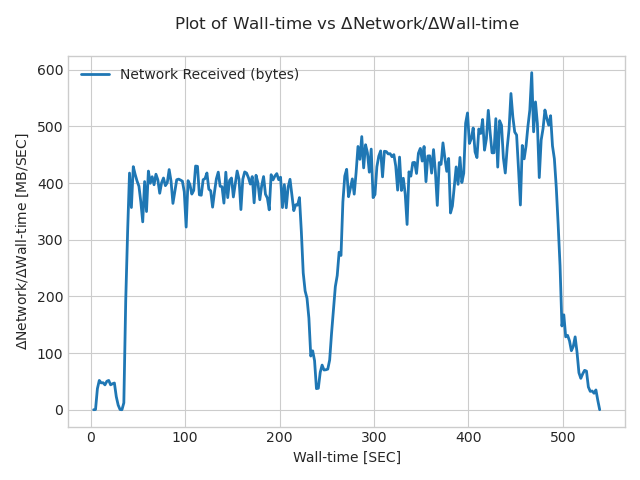 Plot of Wall-time vs ΔNetwork/ΔWall-time
Network Received (bytes)
ΔNetwork/ΔWall-time [MB/SEC]
600
500
400
300
200
100
0
0 100 200 300 400 500
Wall-time [SEC]